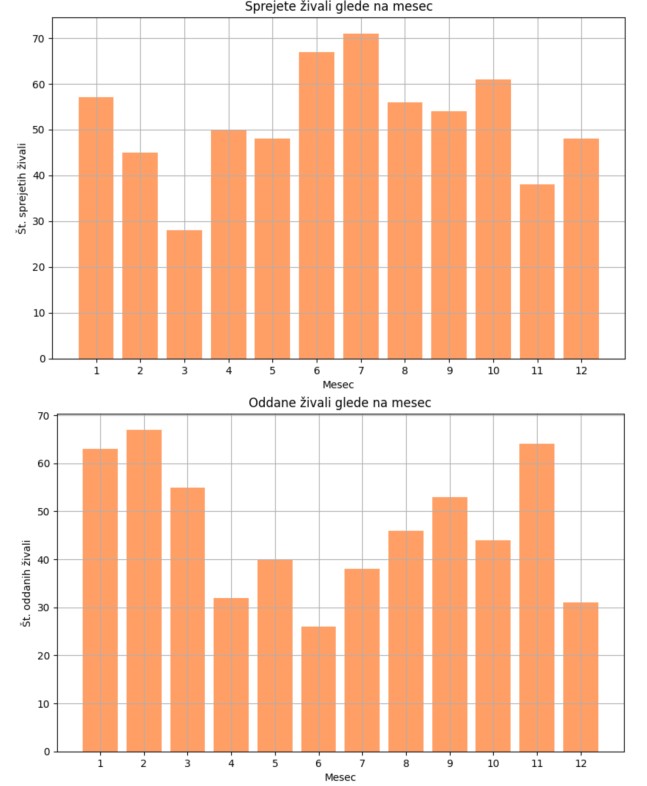 Sprejete živali glede na mesec
70
60
50
40
30
20
10
0
Št. sprejetih živali
1 2 3 4 5 6 7 8 9 10 11 12
Mesec
Oddane živali glede na mesec
70
60
50
40
30
20
10
0
Št. oddanih živali
1 2 3 4 5 6 7 8 9 10 11 12
Mesec